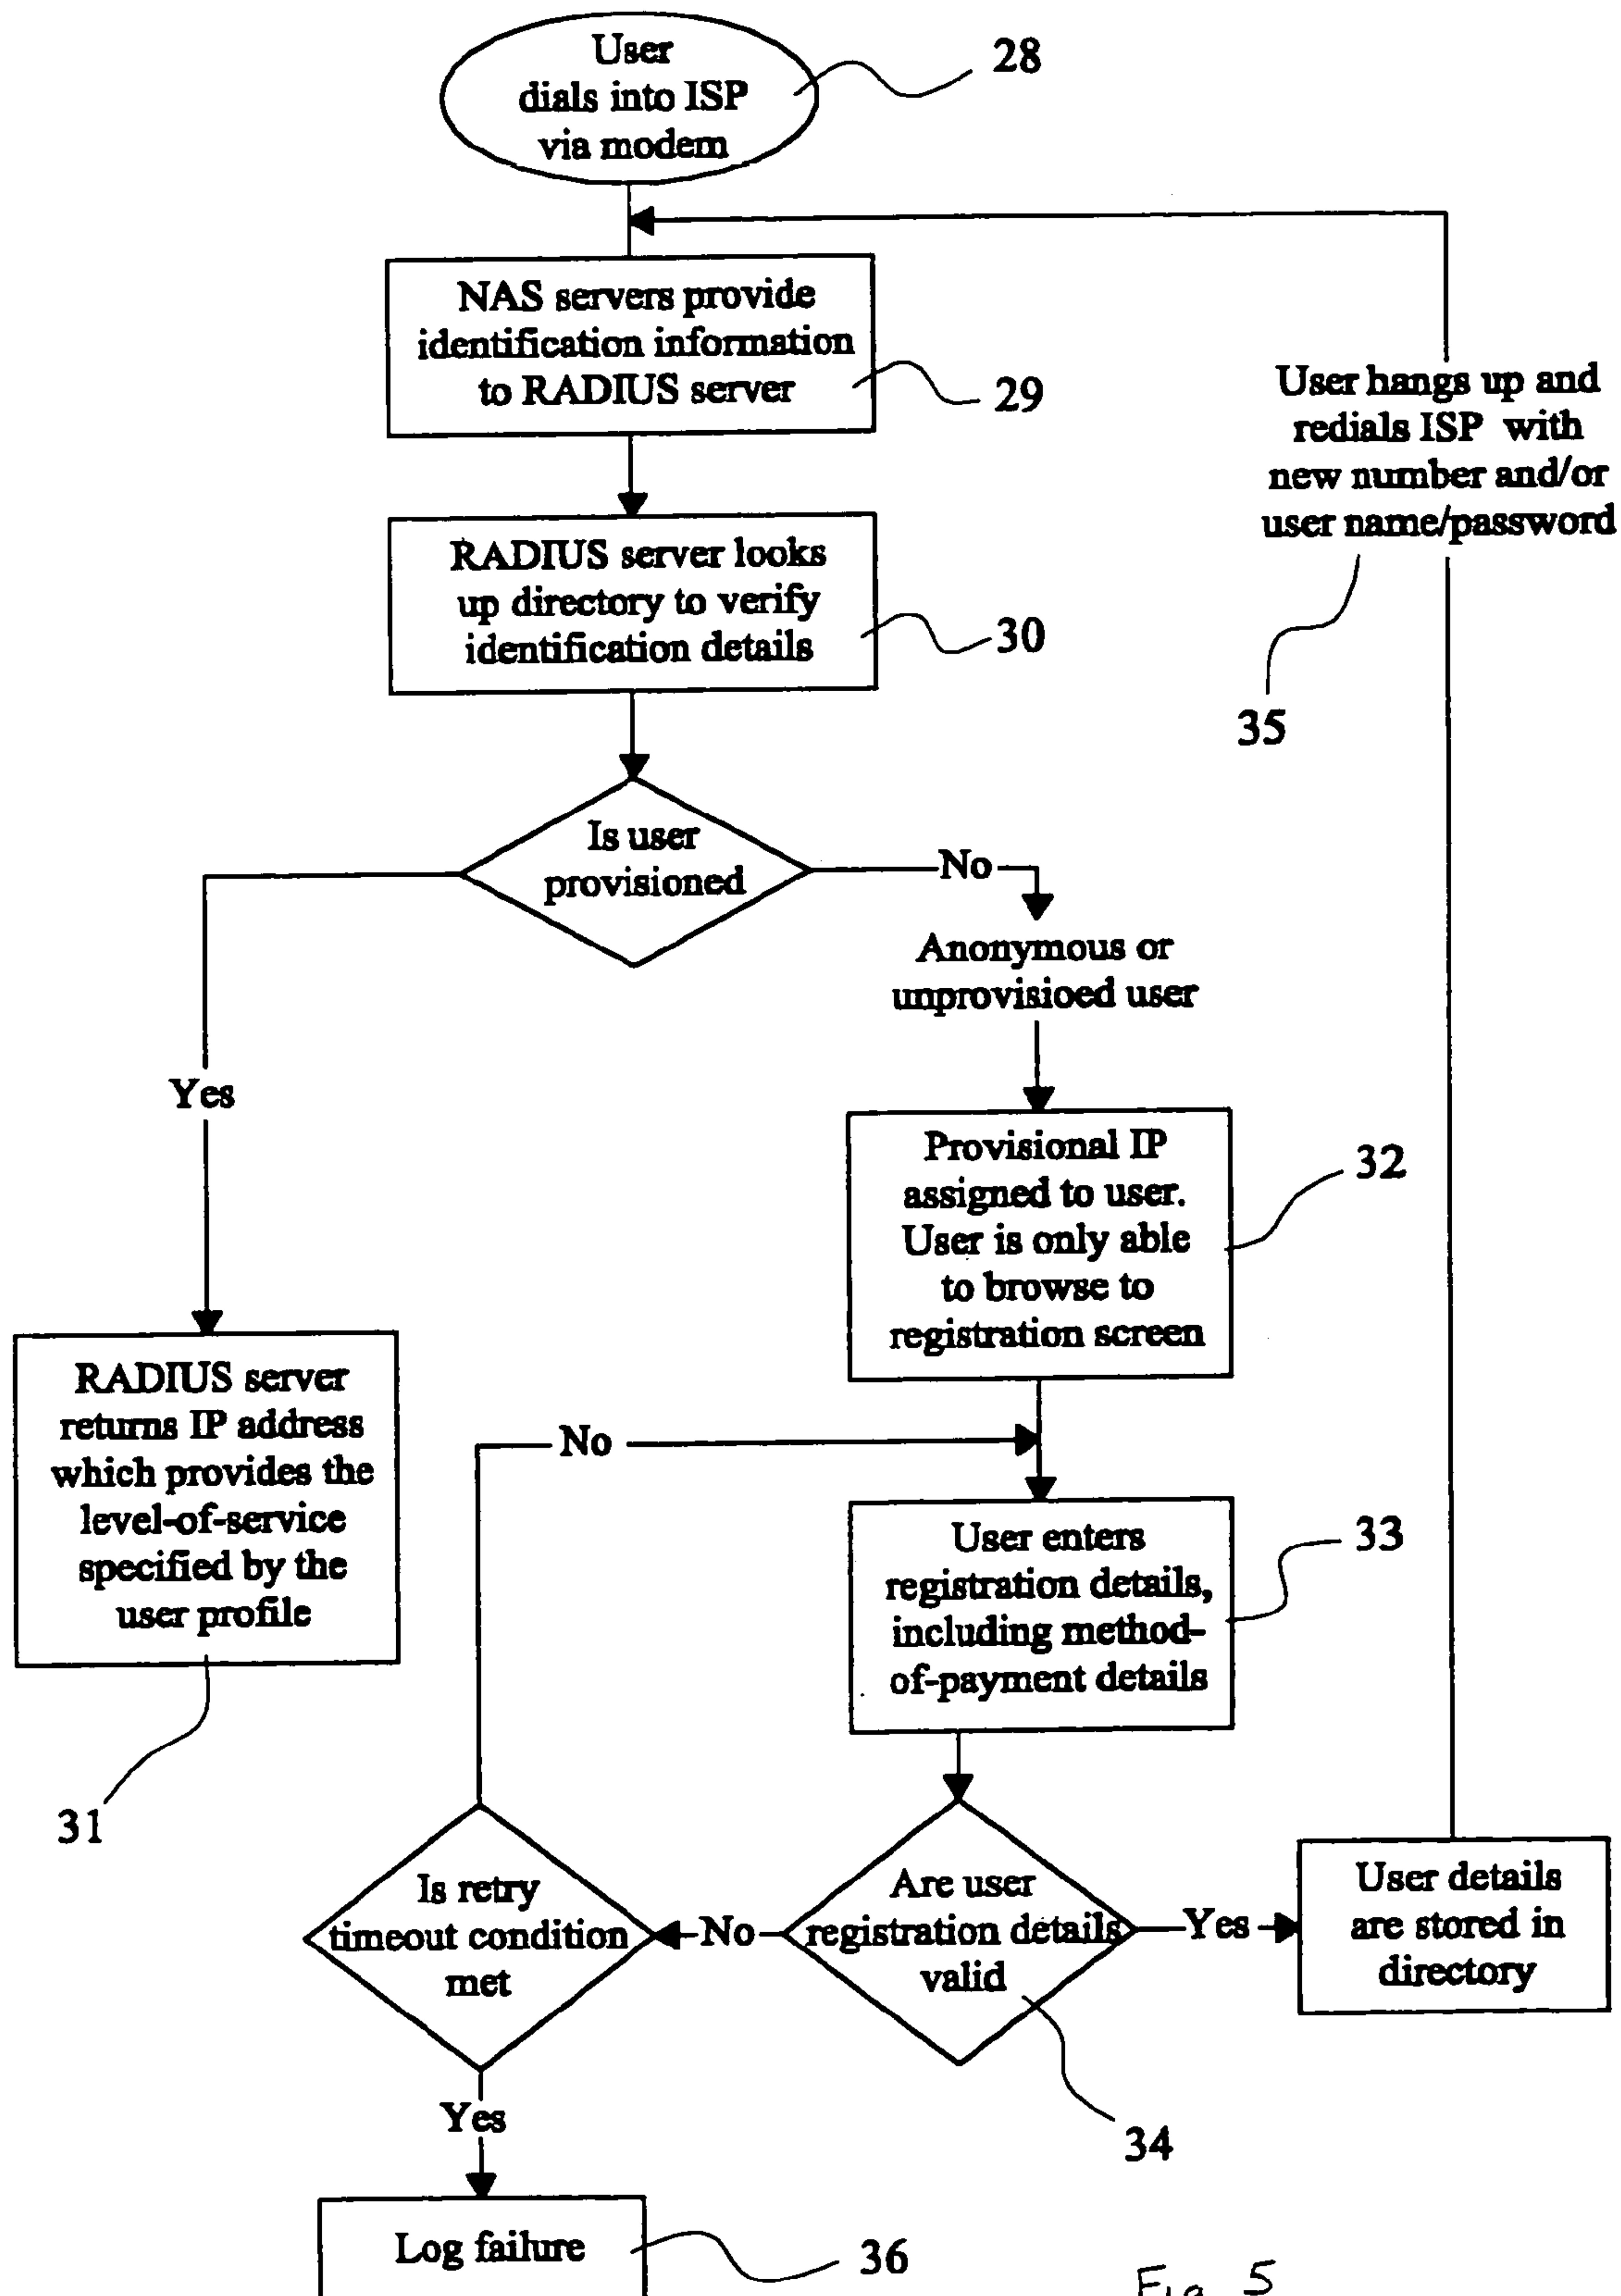 User
dials into ISP
via modem
28
NAS servers provide
identification information
to RADIUS server
29
User hangs up and
redials ISP with
new number and/or
user name/password
35
RADIUS server looks
up directory to verify
identification details
30
Is user
provisioned
No
Anonymous or
unprovisioed user
Yes
Provisional IP
assigned to user.
User is only able
to browse to
registration screen
32
RADIUS server
returns IP address
which provides the
level-of-service
specified by the
user profile
31
No
User enters
registration details,
including method-
of-payment details
33
Is retry
timeout condition
met
No
Are user
registration details
valid
34
Yes
User details
are stored in
directory
Yes
Log failure
36
Fig 5